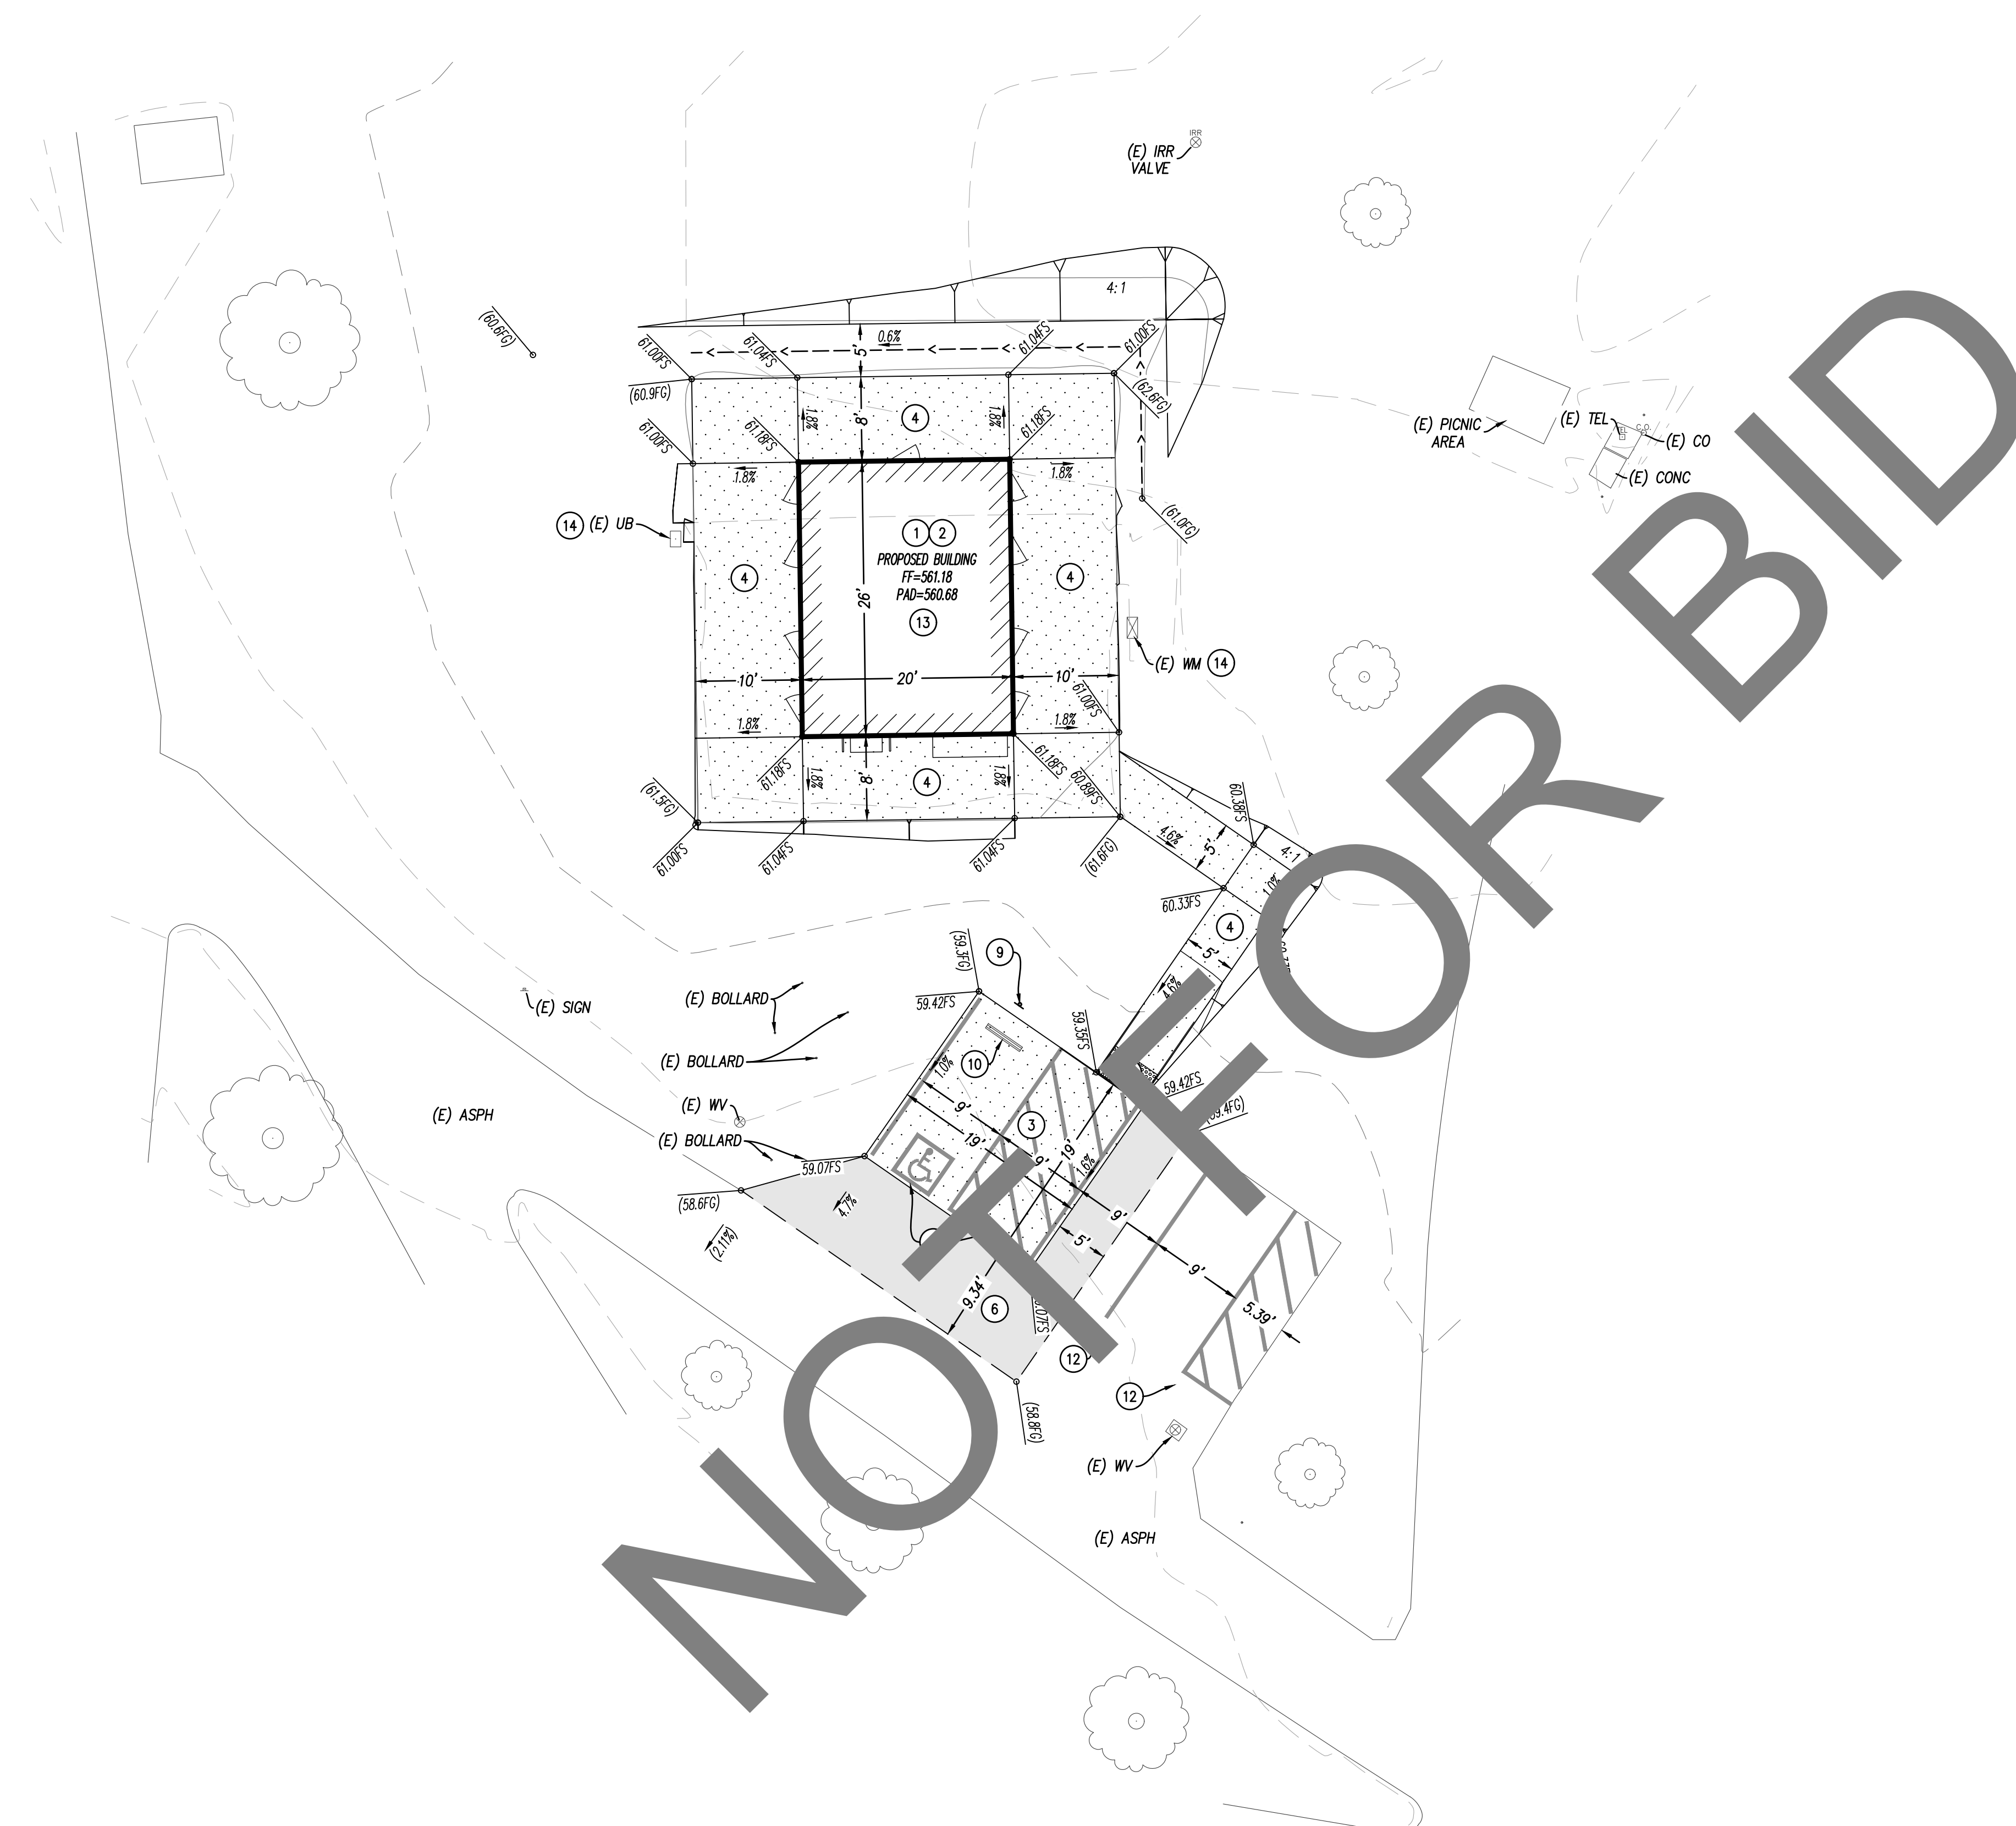 IRR
(E) IRR
VALVE
(60.6FG)
4:1
0.6%
5'
61.00FS
61.04FS
61.04FS
61.00FS
(60.9FG)
(62.6FG)
61.00FS
61.18FS
1.8%
8'
4
1.8%
61.18FS
1.8%
1.8%
(E) PICNIC
AREA
(E) TEL
TEL
C.O.
(E) CO
(E) CONC
14 (E) UB
(61.0FG)
1 2
PROPOSED BUILDING
FF=561.18
PAD=560.68
13
4
26'
4
(E) WM 14
10'
20'
10'
61.00FS
1.8%
1.8%
61.18FS
1.8%
8'
4
1.8%
61.18FS
60.89FS
(61.5FG)
61.00FS
61.04FS
61.04FS
(61.6FG)
60.38FS
4.6%
5'
4:1
1.0%
60.33FS
4
5'
4.6%
(59.3FG)
9
59.42FS
(E) SIGN
(E) BOLLARD
(E) BOLLARD
59.35FS
10
1.0%
59.42FS
(E) WV
(E) ASPH
(E) BOLLARD
9'
19'
3
19'
9'
1.6%
59.07FS
(58.6FG)
4.7%
(2.11%)
9'
5'
9'
9.34'
6
5.39'
12
12
(58.8FG)
(E) WV
(E) ASPH
NOT FOR BID